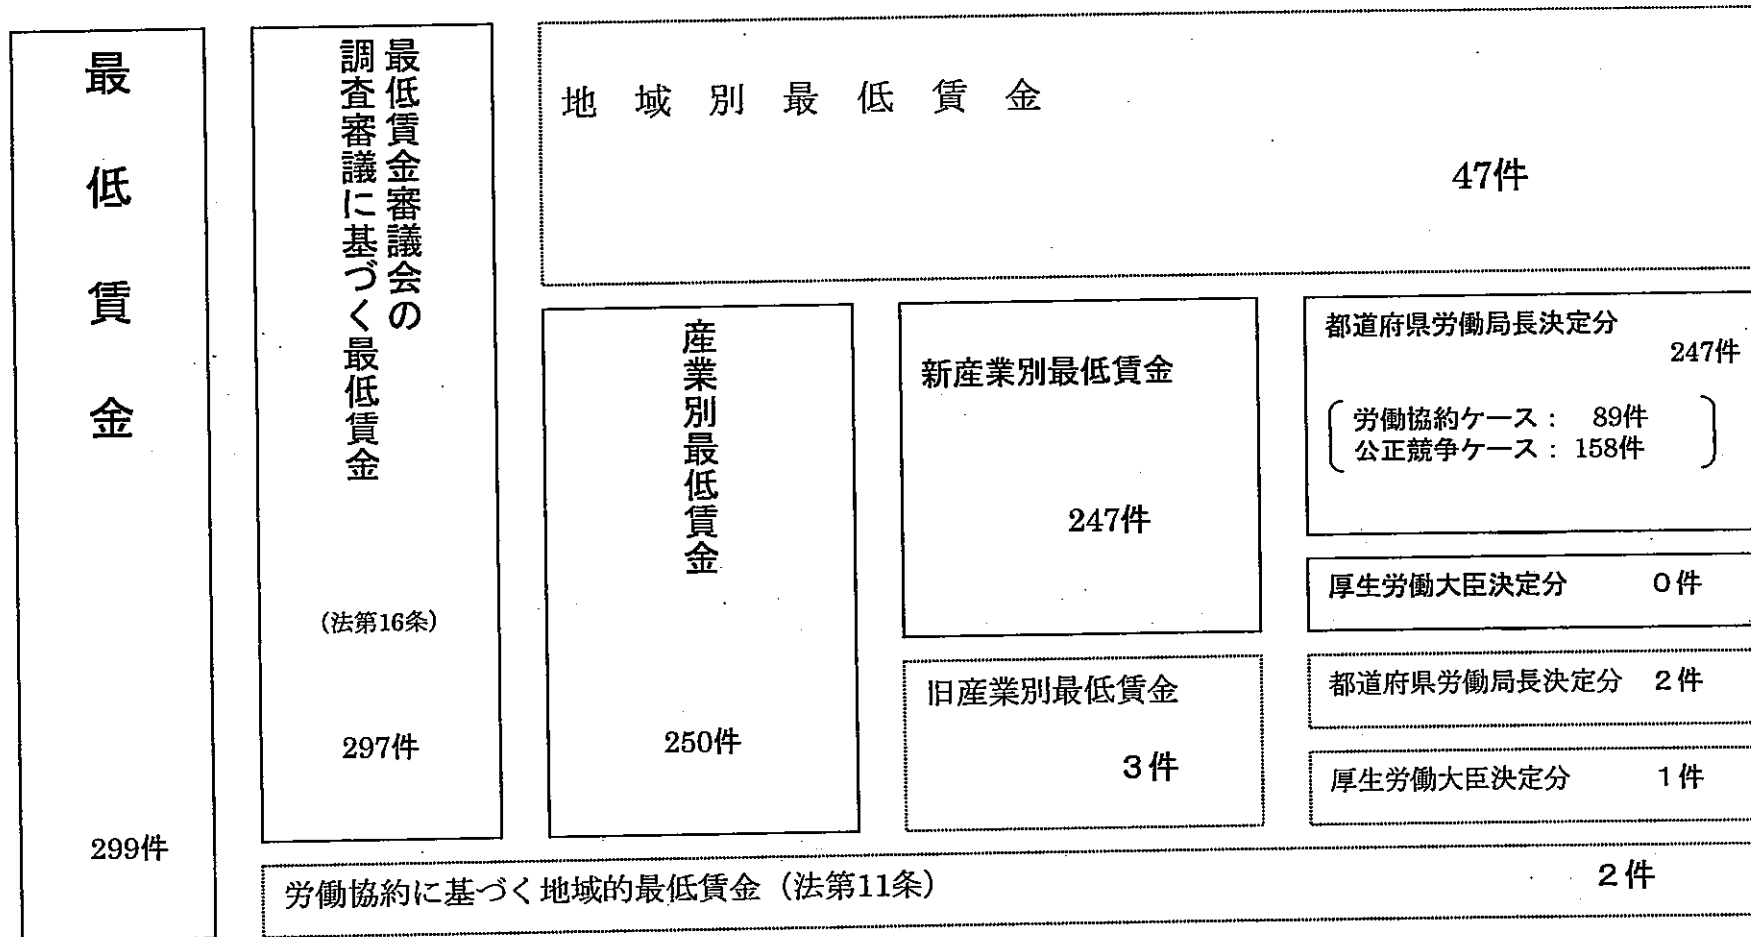 最低賃金
299件
最低賃金審議会の
調査審議に基づく最低賃金
(法第16条)
297件
地域別最低賃金
47件
産業別最低賃金
250件
新産業別最低賃金
247件
都道府県労働局長決定分
247件
労働協約ケース： 89件
公正競争ケース：158件
厚生労働大臣決定分 0件
旧産業別最低賃金
3件
都道府県労働局長決定分 2件
厚生労働大臣決定分 1件
労働協約に基づく地域的最低賃金（法第11条） 2件